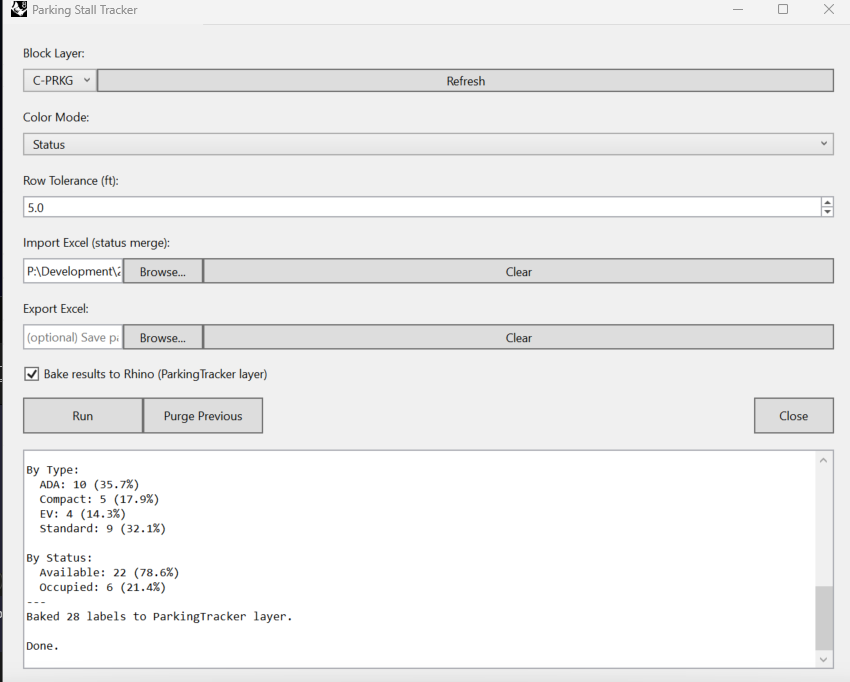 Parking Stall Tracker
Block Layer:
C-PRKG Refresh
Color Mode:
Status
Row Tolerance (ft):
5.0
Import Excel (status merge):
P:\Development\ Browse... Clear
Export Excel:
(optional) Save Browse... Clear
Bake results to Rhino (ParkingTracker layer)
Run Purge Previous Close
By Type:
ADA: 10 (35.7%)
Compact: 5 (17.9%)
EV: 4 (14.3%)
Standard: 9 (32.1%)
By Status:
Available: 22 (78.6%)
Occupied: 6 (21.4%)
---
Baked 28 labels to ParkingTracker layer.
Done.